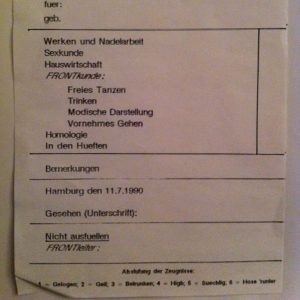 fuer:
geb.
Werken und Nadelarbeit
Sexkunde
Hauswirtschaft
FRONTkunde:
Freies Tanzen
Trinken
Modische Darstellung
Vornehmes Gehen
Homologie
In den Hueften
Bemerkungen
Hamburg den 11.7.1990
Gesehen (Unterschrift):
Nicht ausfuellen
FRONTleiter:
Abstufung der Zeugnisse:
1 = Gelogen; 2 = Geil; 3 = Betrunken; 4 = High; 5 = Suechtig; 6 = Hose 'runter